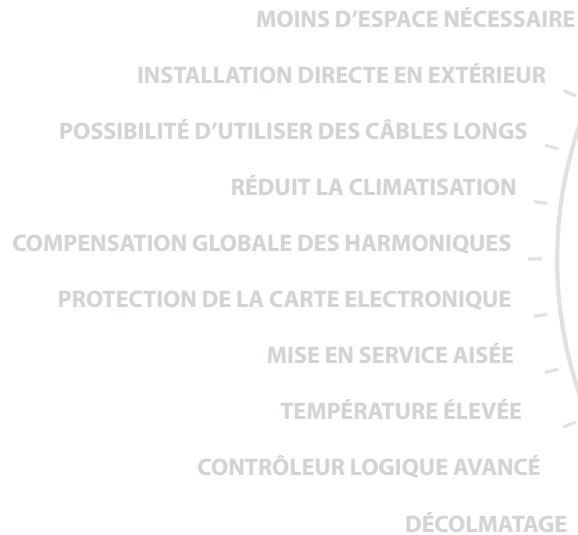 MOINS D’ESPACE NÉCESSAIRE
INSTALLATION DIRECTE EN EXTÉRIEUR
POSSIBILITÉ D’UTILISER DES CÂBLES LONGS
RÉDUIT LA CLIMATISATION
COMPENSATION GLOBALE DES HARMONIQUES
PROTECTION DE LA CARTE ELECTRONIQUE
MISE EN SERVICE AISÉE
TEMPÉRATURE ÉLEVÉE
CONTRÔLEUR LOGIQUE AVANCÉ
DÉCOLMATAGE